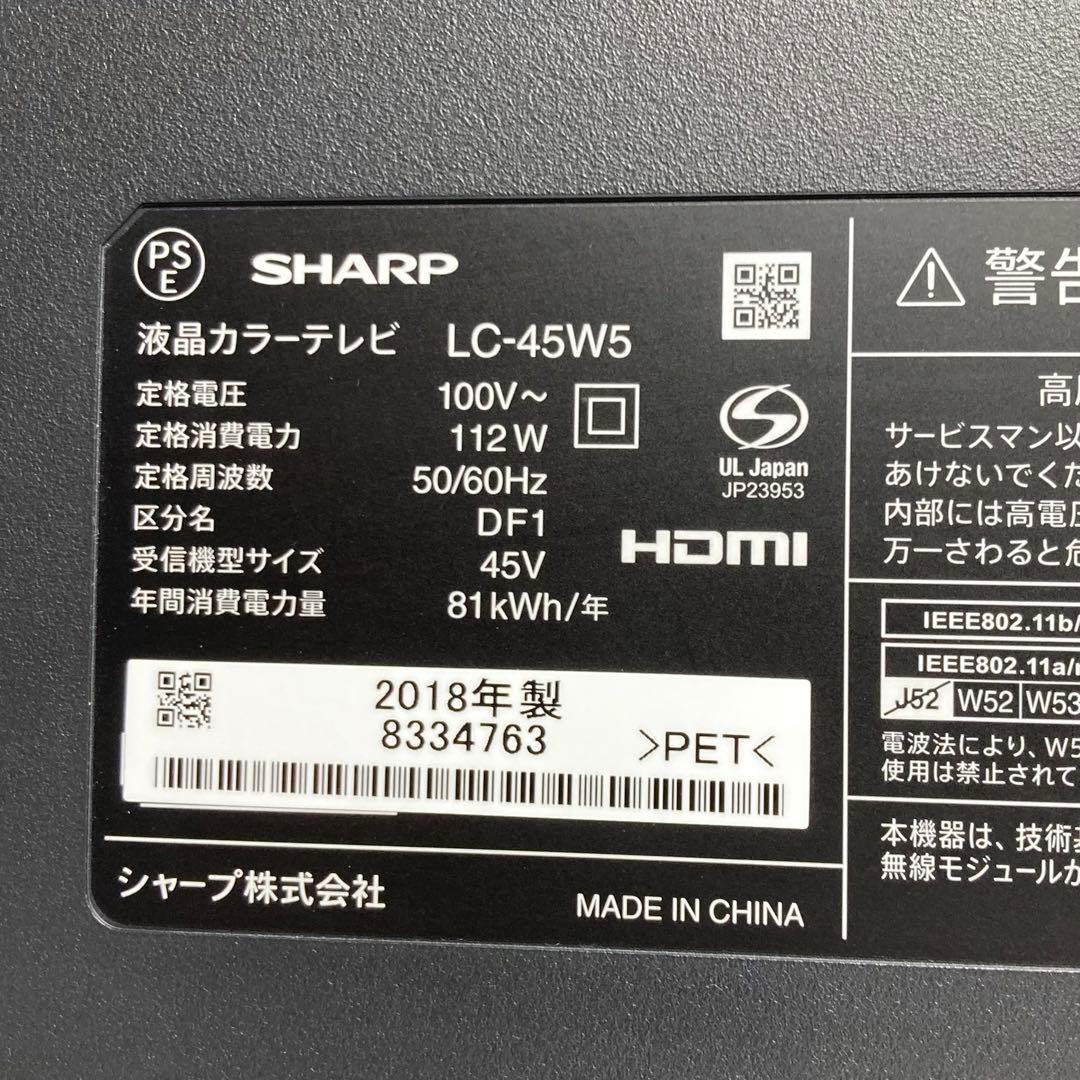 PSE
SHARP
液晶カラーテレビ LC-45W5
定格電圧 100V～
定格消費電力 112W
定格周波数 50/60Hz
区分名 DF1
受信機型サイズ 45V
年間消費電力量 81kWh/年
UL Japan
JP23953
HDMI
2018年製
8334763
>PET<
シャープ株式会社
MADE IN CHINA
警告
サービスマン以
あけないでくだ
内部には高電圧
万一さわると危
IEEE802.11b/
IEEE802.11a/
J52 W52 W53
電波法により、W5
使用は禁止されて
本機器は、技術基
無線モジュールか